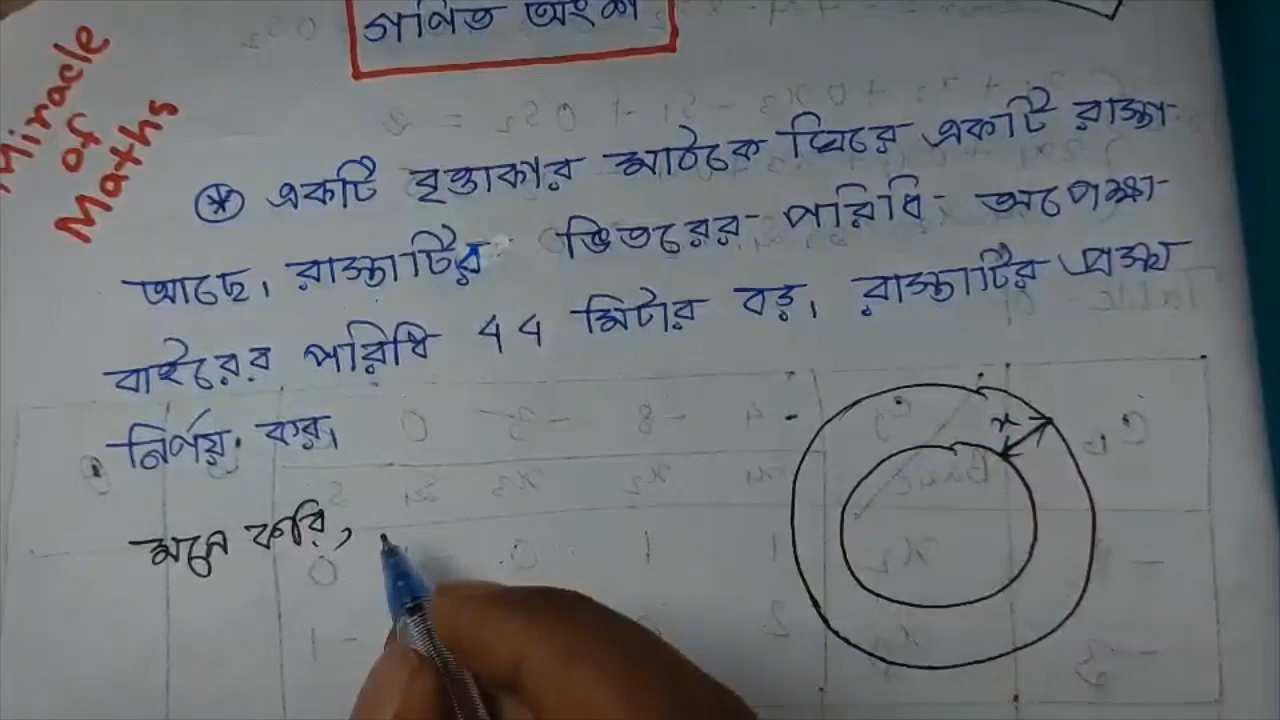 গণিত অংশ
Miracle
of
Maths
* একটি বৃত্তাকার মাঠকে ঘিরে একটি রাস্তা
আছে। রাস্তাটির ভিতরের পরিধি অপেক্ষা
বাইরের পরিধি 44 মিটার বড়। রাস্তাটির প্রস্থ
নির্ণয় কর।
x
মনে করি,